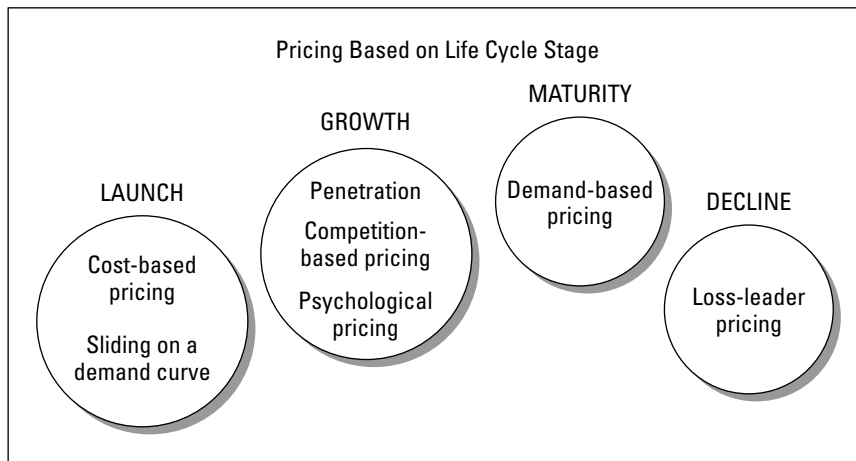 Pricing Based on Life Cycle Stage
LAUNCH
Cost-based
pricing
Sliding on a
demand curve
GROWTH
Penetration
Competition-
based pricing
Psychological
pricing
MATURITY
Demand-based
pricing
DECLINE
Loss-leader
pricing